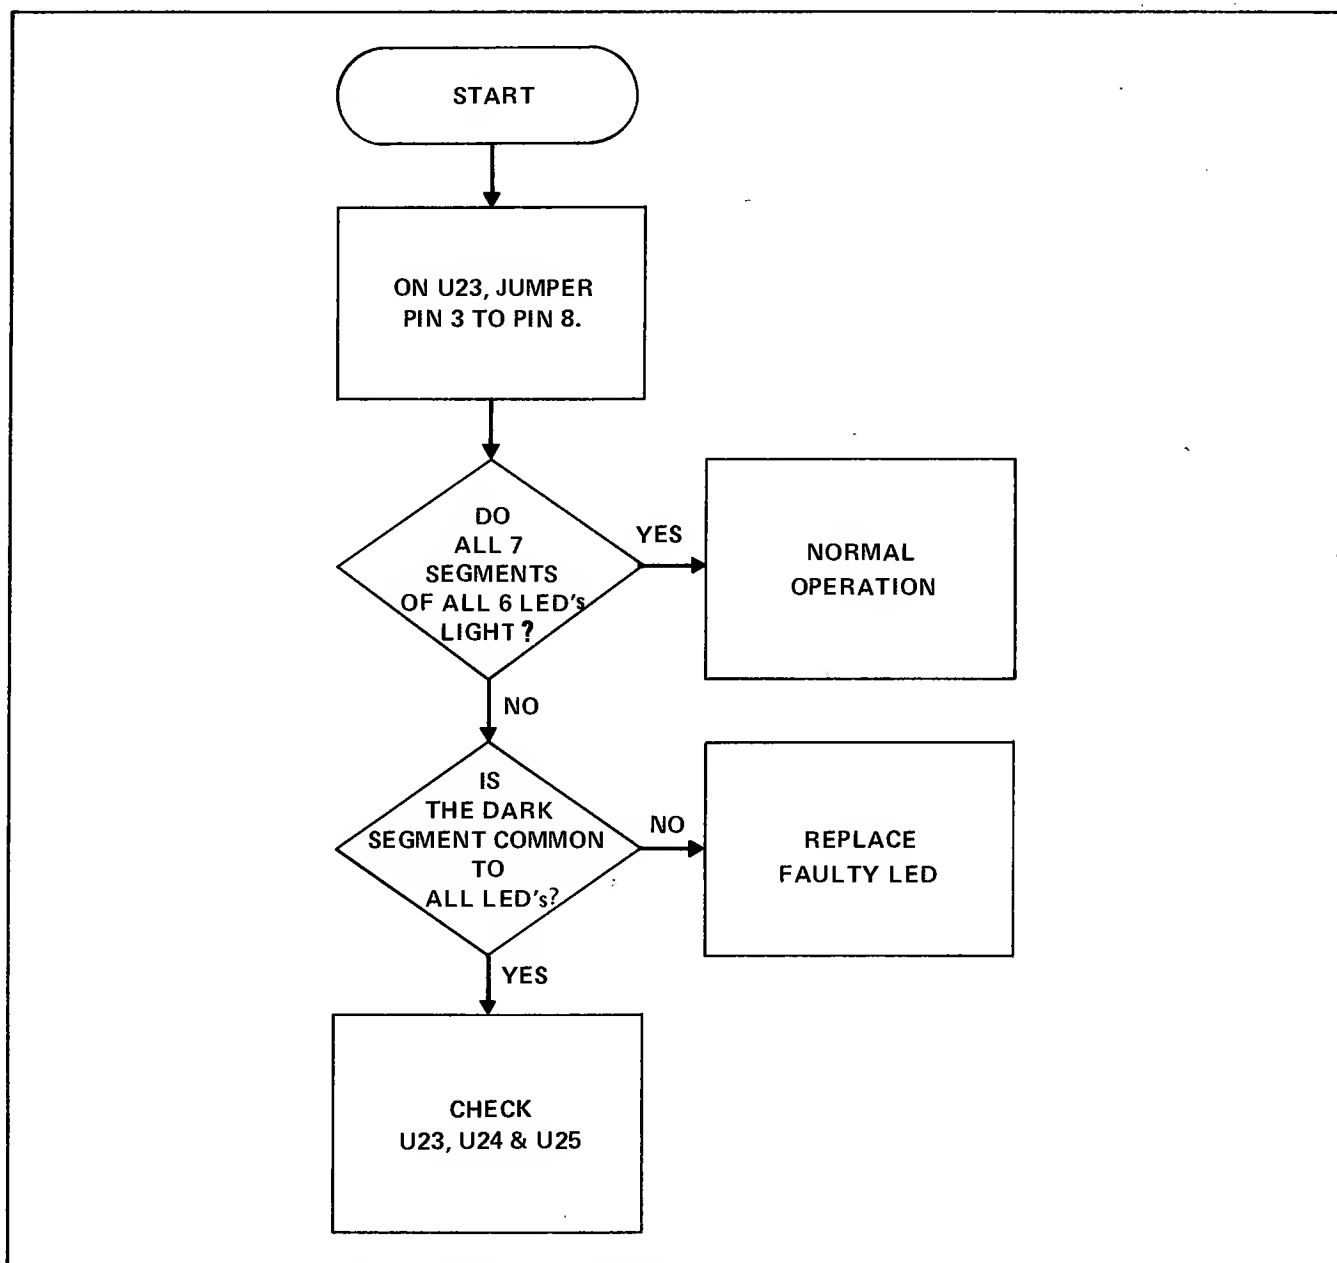 START
ON U23, JUMPER
PIN 3 TO PIN 8.
DO
ALL 7
SEGMENTS
OF ALL 6 LED's
LIGHT?
YES
NORMAL
OPERATION
NO
IS
THE DARK
SEGMENT COMMON
TO
ALL LED's?
NO
REPLACE
FAULTY LED
YES
CHECK
U23, U24 & U25